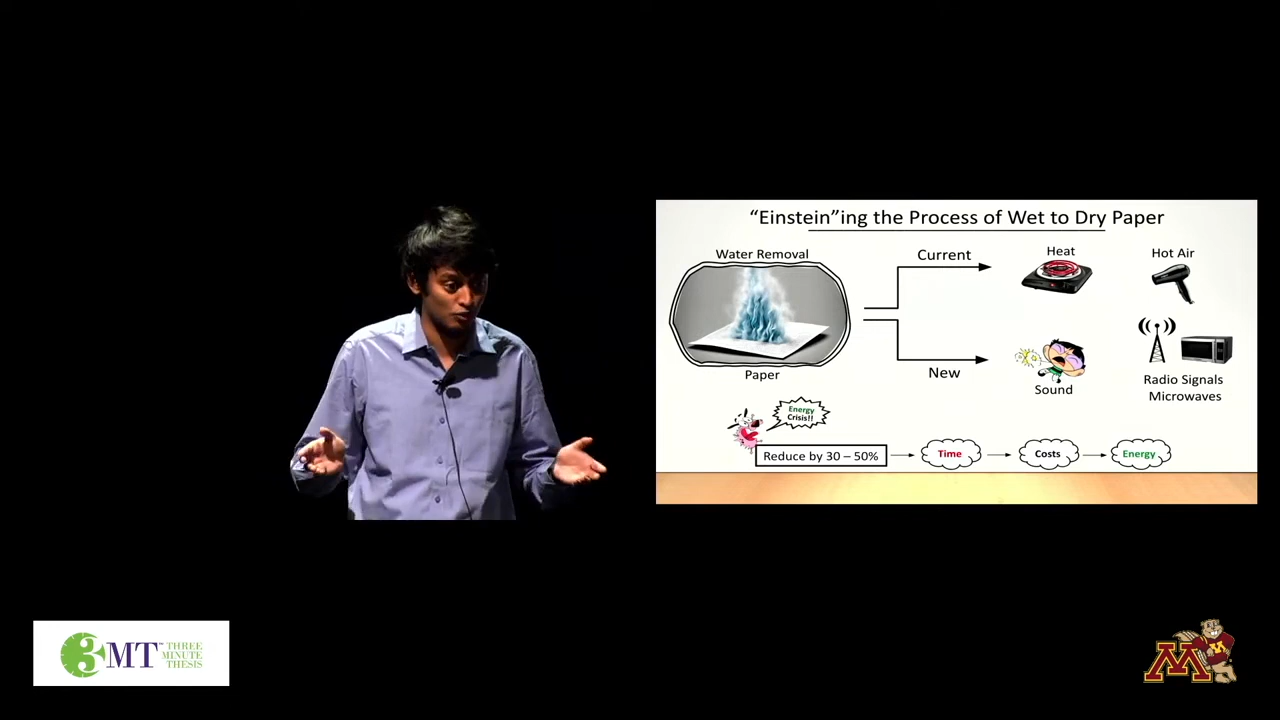 "Einstein"ing the Process of Wet to Dry Paper
Water Removal
Paper
Current
New
Heat
Hot Air
Sound
Radio Signals
Microwaves
Energy
Crisis!!
Reduce by 30 – 50%
Time
Costs
Energy
3MT™ THREE
MINUTE
THESIS
M